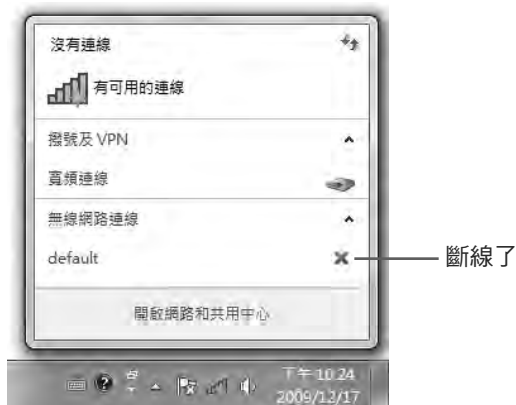 沒有連線
有可用的連線
撥號及 VPN
寬頻連線
無線網路連線
default
斷線了
開啟網路和共用中心
下午 10:24
2009/12/17